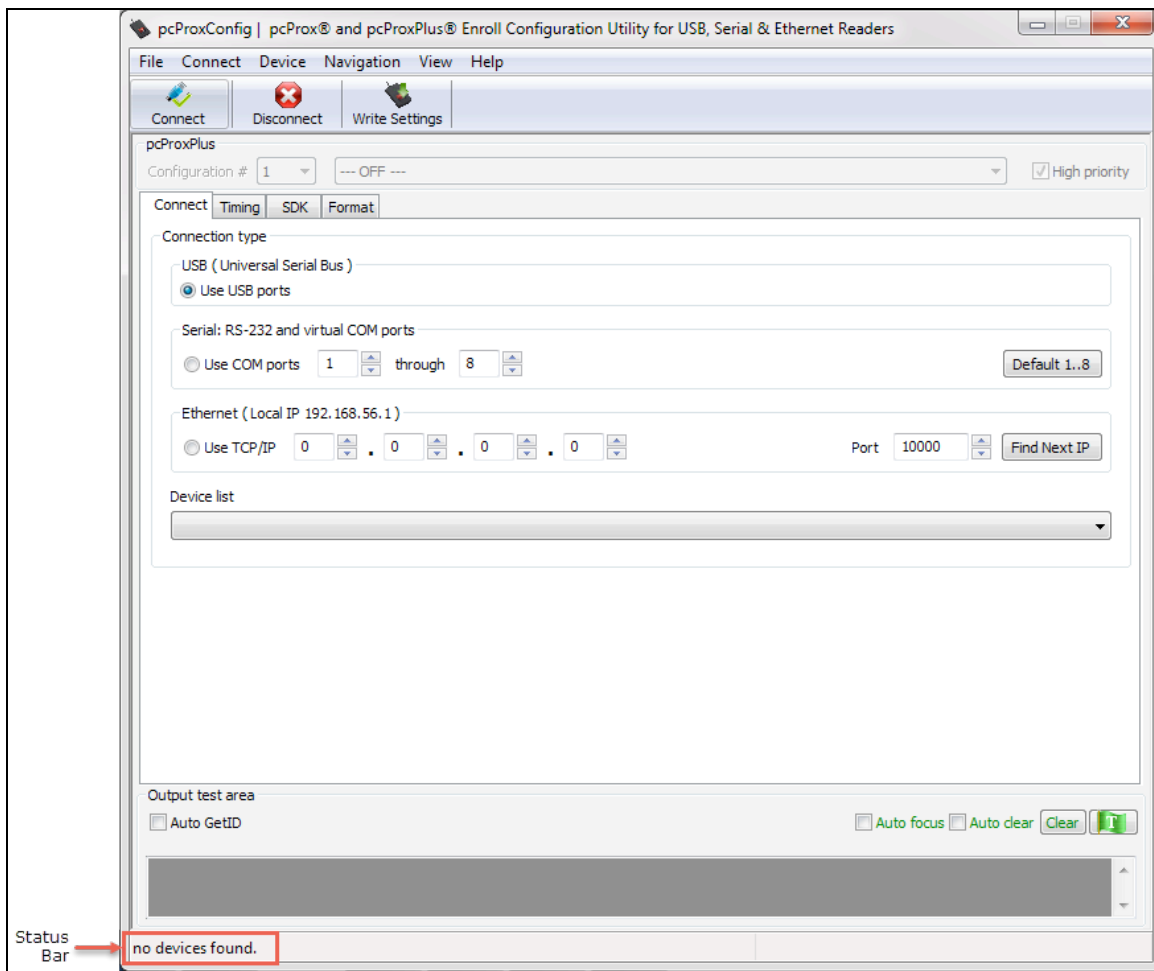 pcProxConfig | pcProx® and pcProxPlus® Enroll Configuration Utility for USB, Serial & Ethernet Readers
File Connect Device Navigation View Help
Connect Disconnect Write Settings
pcProxPlus
Configuration # 1 --- OFF --- High priority
Connect Timing SDK Format
Connection type
USB ( Universal Serial Bus )
Use USB ports
Serial: RS-232 and virtual COM ports
Use COM ports 1 through 8 Default 1..8
Ethernet ( Local IP 192.168.56.1 )
Use TCP/IP 0 . 0 . 0 . 0 Port 10000 Find Next IP
Device list
Output test area
Auto GetID Auto focus Auto clear Clear T
Status
Bar
no devices found.